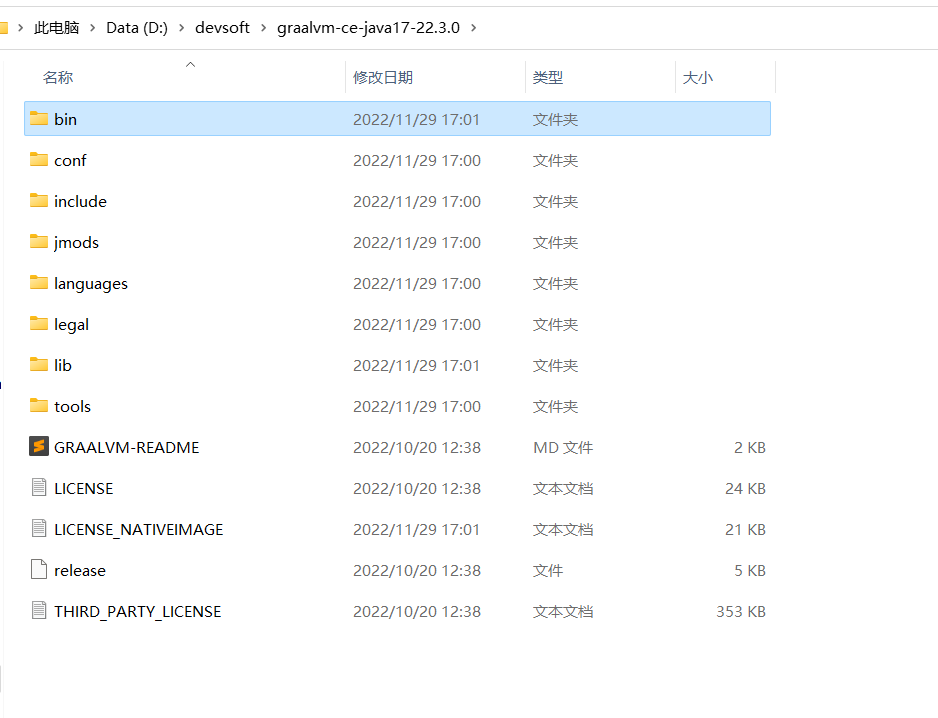 此电脑 > Data (D:) > devsoft > graalvm-ce-java17-22.3.0 >
名称 修改日期 类型 大小
bin 2022/11/29 17:01 文件夹
conf 2022/11/29 17:00 文件夹
include 2022/11/29 17:00 文件夹
jmods 2022/11/29 17:00 文件夹
languages 2022/11/29 17:00 文件夹
legal 2022/11/29 17:00 文件夹
lib 2022/11/29 17:01 文件夹
tools 2022/11/29 17:00 文件夹
GRAALVM-README 2022/10/20 12:38 MD 文件 2 KB
LICENSE 2022/10/20 12:38 文本文档 24 KB
LICENSE_NATIVEIMAGE 2022/11/29 17:01 文本文档 21 KB
release 2022/10/20 12:38 文件 5 KB
THIRD_PARTY_LICENSE 2022/10/20 12:38 文本文档 353 KB